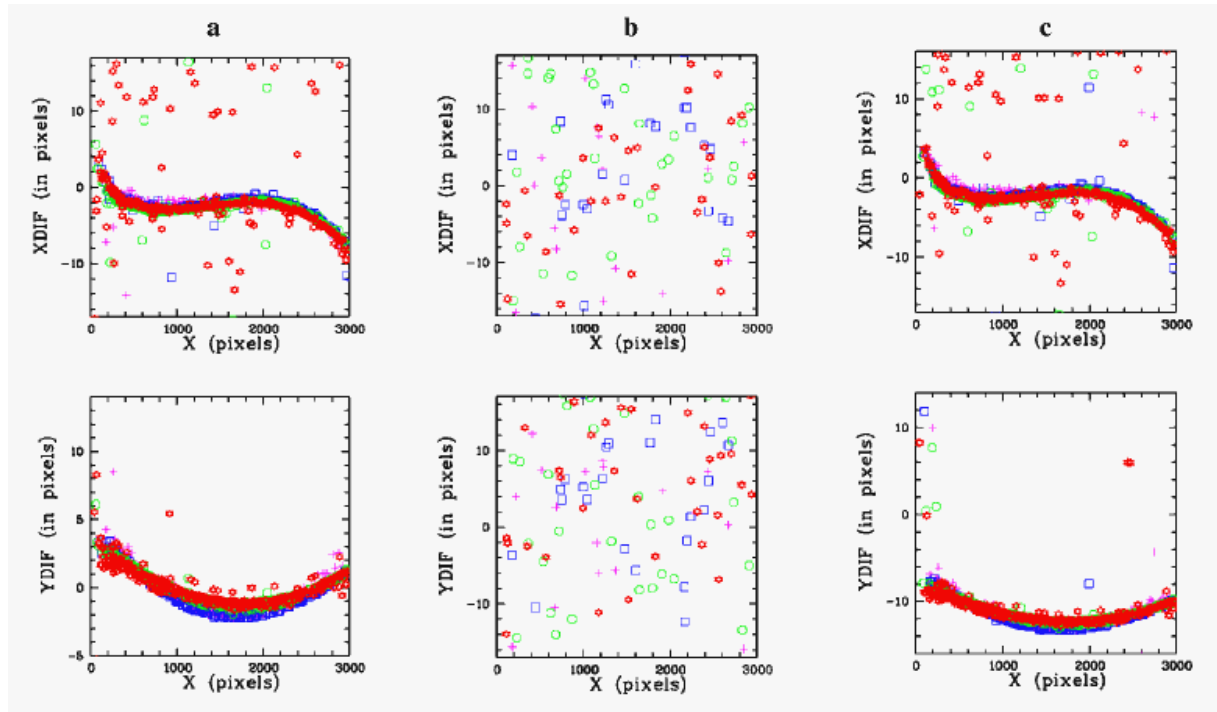 a b c
XDIF (in pixels) XDIF (in pixels) XDIF (in pixels)
10 10 10
0 0 0
-10 -10 -10
0 1000 2000 3000 0 1000 2000 3000 0 1000 2000 3000
X (pixels) X (pixels) X (pixels)
YDIF (in pixels) YDIF (in pixels) YDIF (in pixels)
10 10 10
5 5
0 0 0
-5
-10 -10
-5
0 1000 2000 3000 0 1000 2000 3000 0 1000 2000 3000
X (pixels) X (pixels) X (pixels)